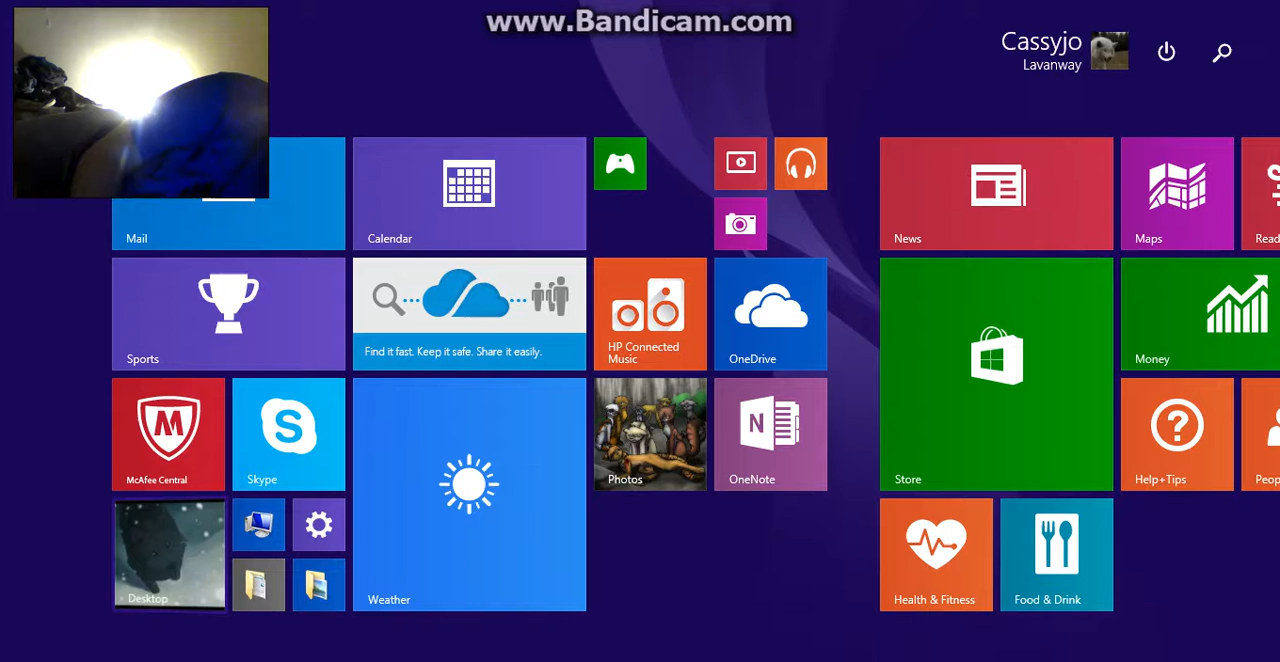 www.Bandicam.com
Cassyjo
Lavanway
Mail
Calendar
News
Maps
Read
Sports
Find it fast. Keep it safe. Share it easily.
HP Connected
Music
OneDrive
Store
Money
McAfee Central
Skype
Weather
Photos
N
OneNote
Help+Tips
Peop
Desktop
Health & Fitness
Food & Drink